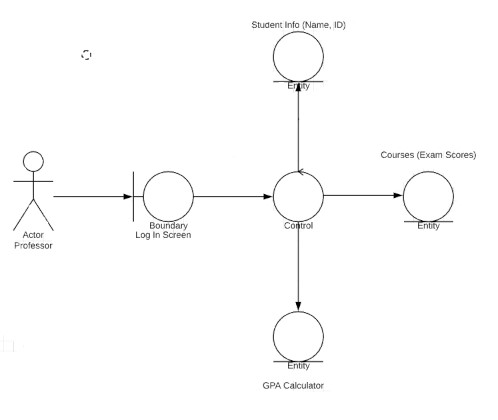 Student Info (Name, ID)
Entity
Courses (Exam Scores)
Actor
Professor
Boundary
Log In Screen
Control
Entity
Entity
GPA Calculator